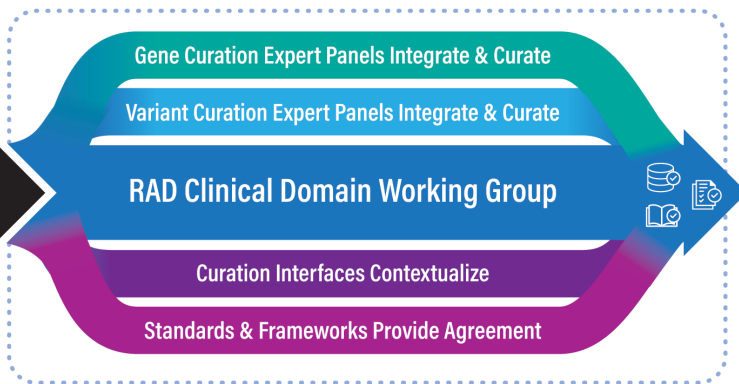 Gene Curation Expert Panels Integrate & Curate
Variant Curation Expert Panels Integrate & Curate
RAD Clinical Domain Working Group
Curation Interfaces Contextualize
Standards & Frameworks Provide Agreement